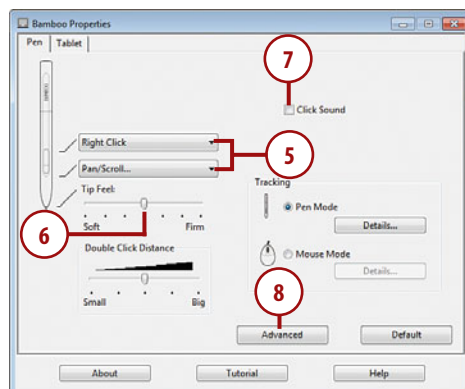 Bamboo Properties
Pen Tablet
7
Click Sound
Right Click
5
Pan/Scroll...
Tip Feel:
Tracking
Pen Mode
6
Soft Firm
Details...
Double Click Distance
Mouse Mode
Details...
8
Small Big
Advanced Default
About Tutorial Help